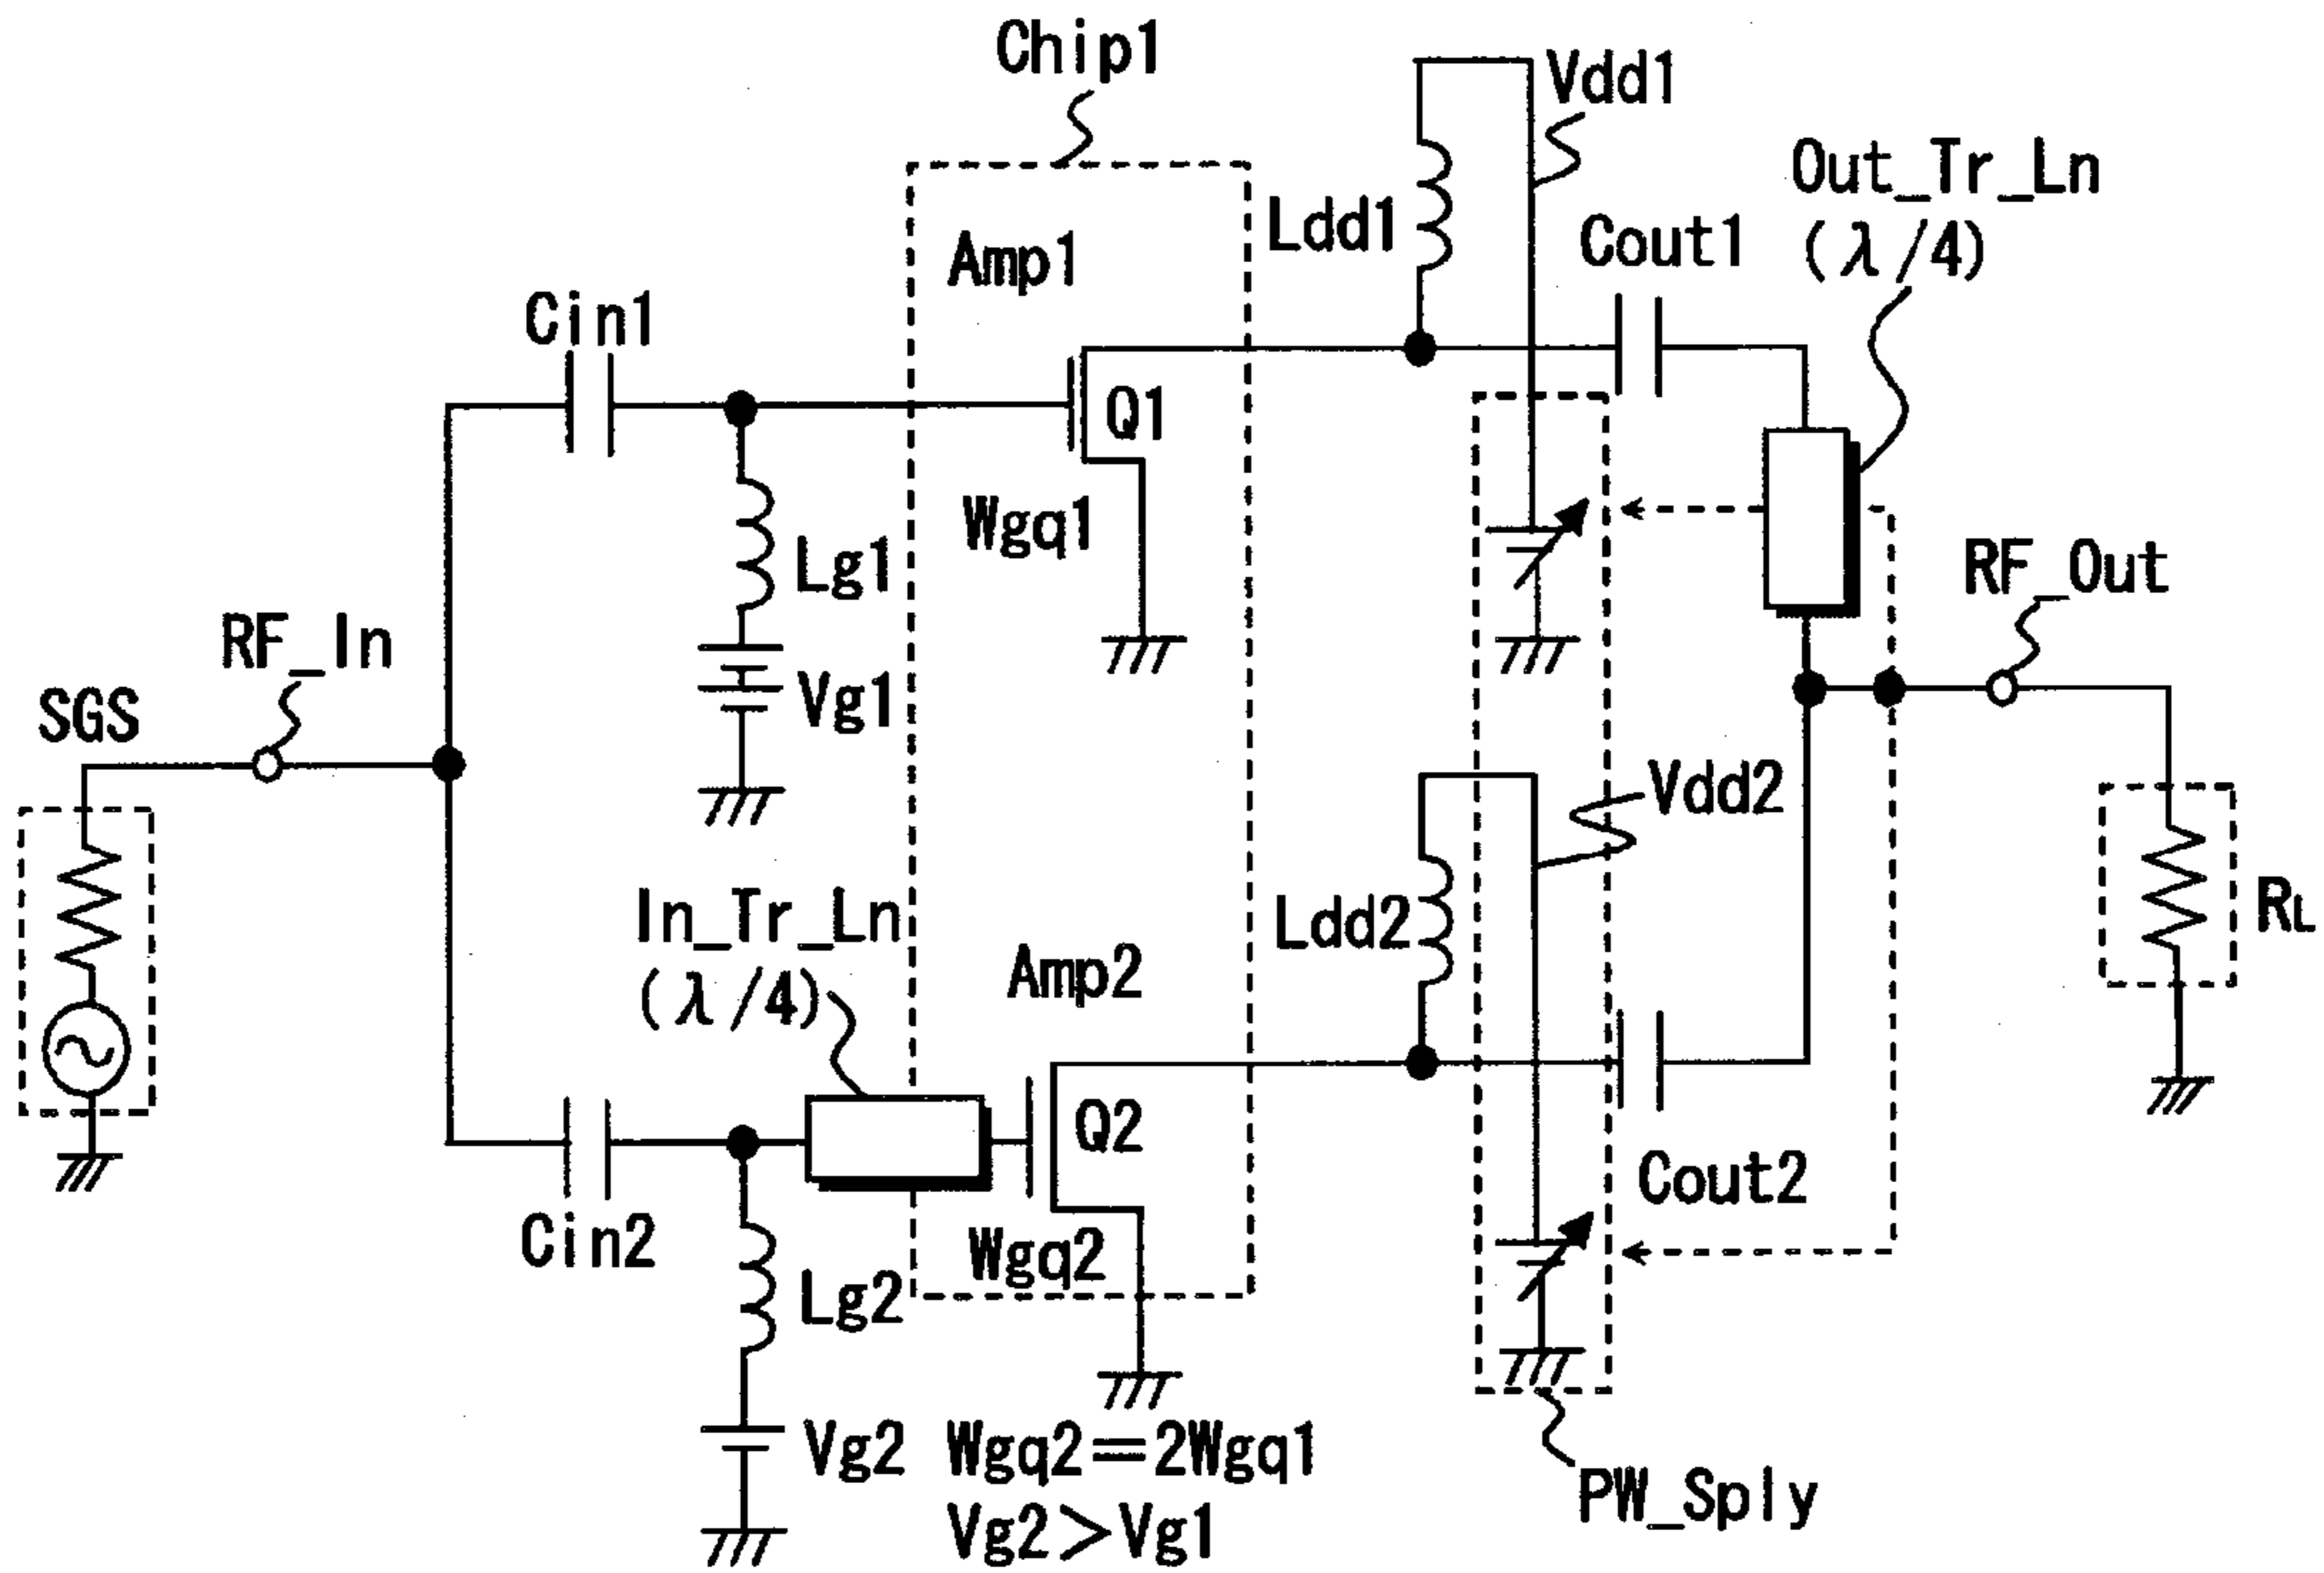 Chip1
Vdd1
Out_Tr_Ln
(λ/4)
Ldd1
Cout1
Amp1
Cin1
Q1
Wgq1
Lg1
RF_Out
RF_In
SGS
Vg1
Vdd2
In_Tr_Ln
(λ/4)
Ldd2
RL
Amp2
Q2
Cout2
Cin2
Wgq2
Lg2
Vg2
Wgq2=2Wgq1
Vg2>Vg1
PW_Sply